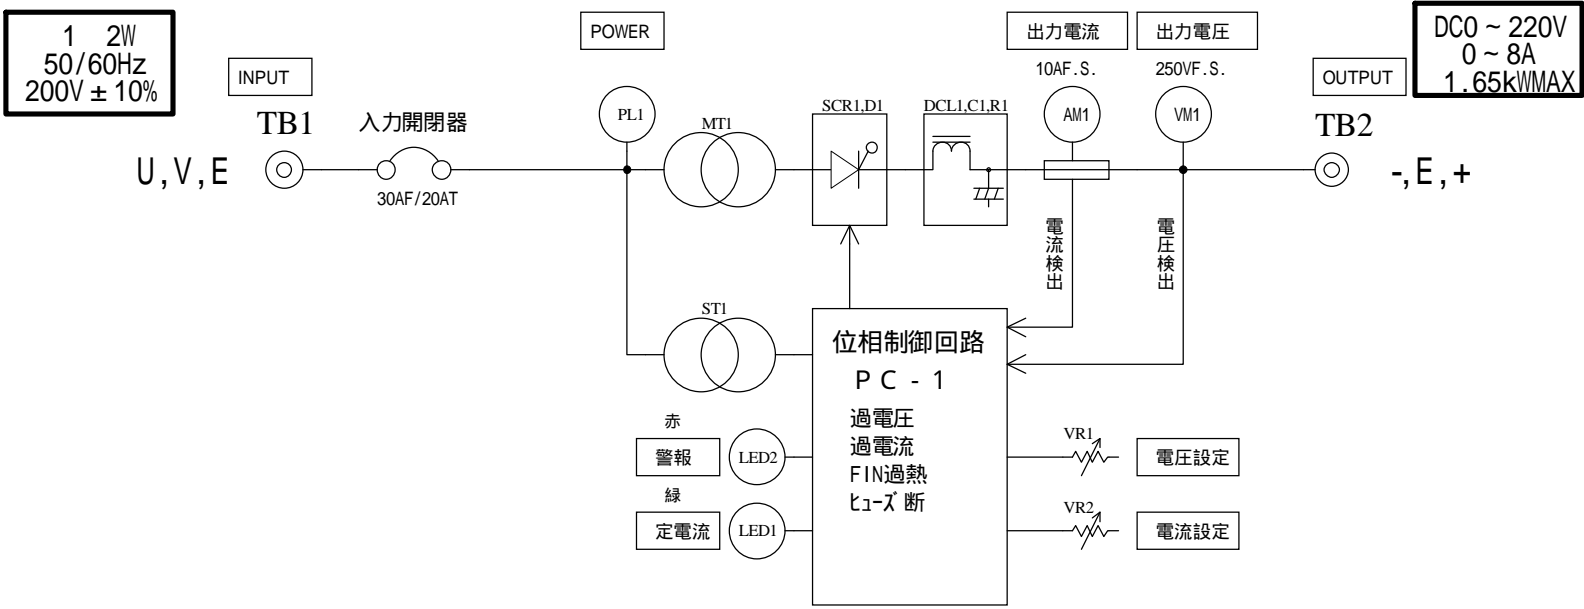 1 2W
50/60Hz
200V±10%
INPUT
TB1
U,V,E
入力開閉器
30AF/20AT
POWER
PL1
MT1
SCR1,D1
DCL1,C1,R1
出力電流
10AF.S.
AM1
出力電圧
250VF.S.
VM1
OUTPUT
TB2
-,E,+
DC0~220V
0~8A
1.65kWMAX
電流検出
電圧検出
ST1
位相制御回路
PC-1
過電圧
過電流
FIN過熱
ヒューズ断
赤
警報
LED2
緑
定電流
LED1
VR1
電圧設定
VR2
電流設定